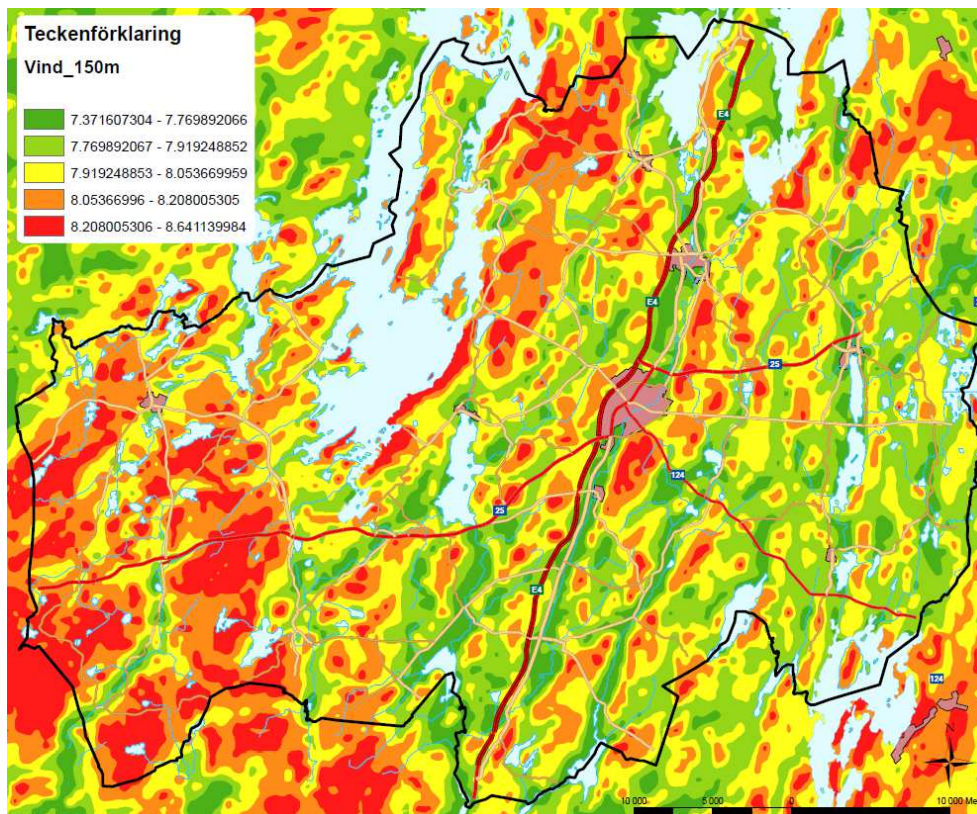 Teckenförklaring
Vind_150m
7.371607304 - 7.769892066
7.769892067 - 7.919248852
7.919248853 - 8.053669959
8.05366996 - 8.208005305
8.208005306 - 8.641139984
E4
E4
25
124
25
E4
124
N
10 000 5 000 0 10 000 Me